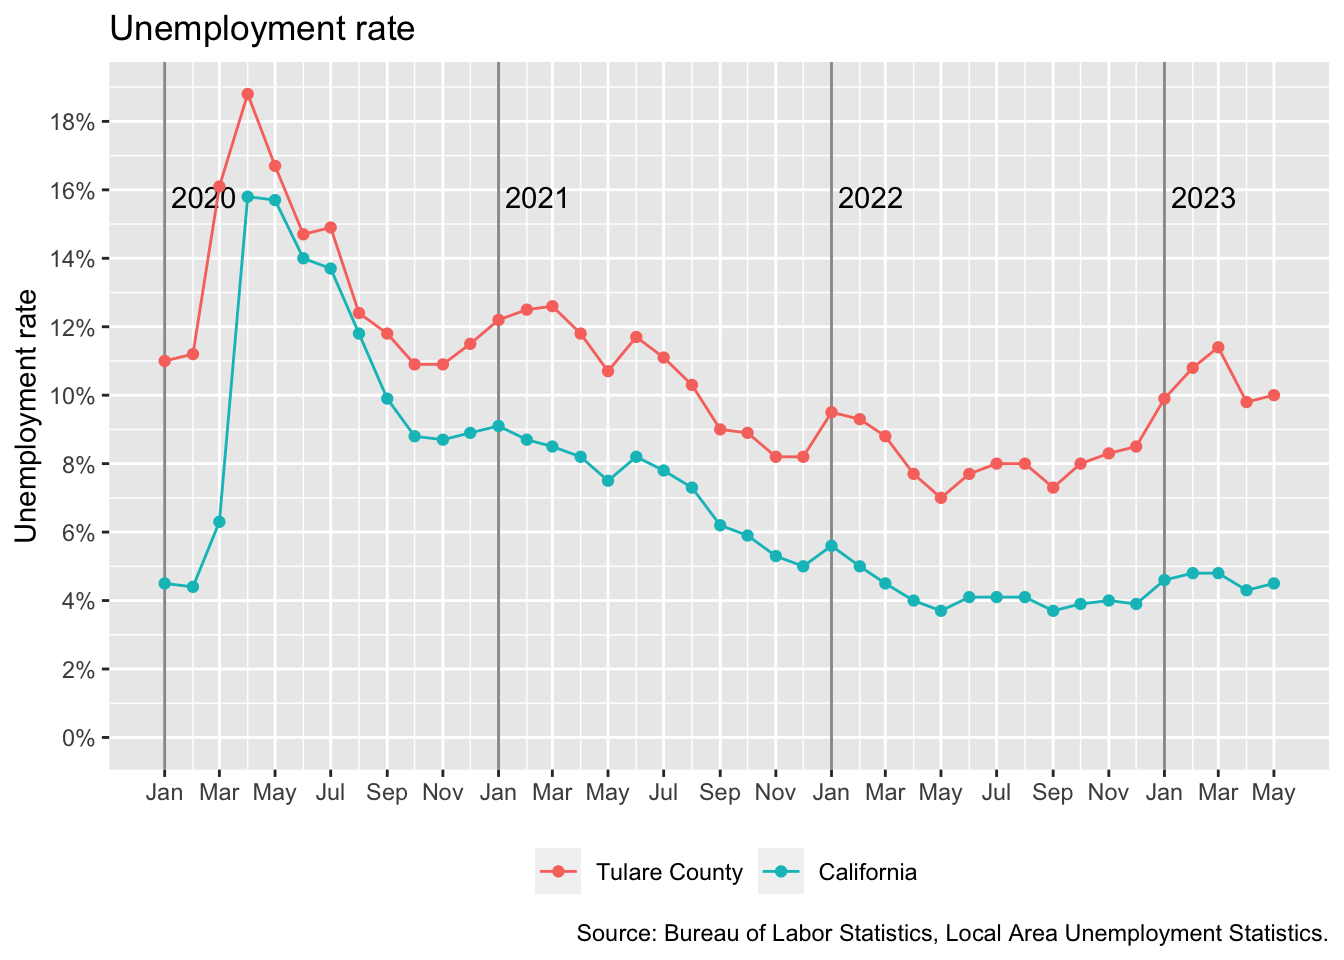 Unemployment rate
18%
16%
14%
12%
10%
8%
6%
4%
2%
0%
Unemployment rate
2020 2021 2022 2023
Jan Mar May Jul Sep Nov Jan Mar May Jul Sep Nov Jan Mar May Jul Sep Nov Jan Mar May
Tulare County California
Source: Bureau of Labor Statistics, Local Area Unemployment Statistics.